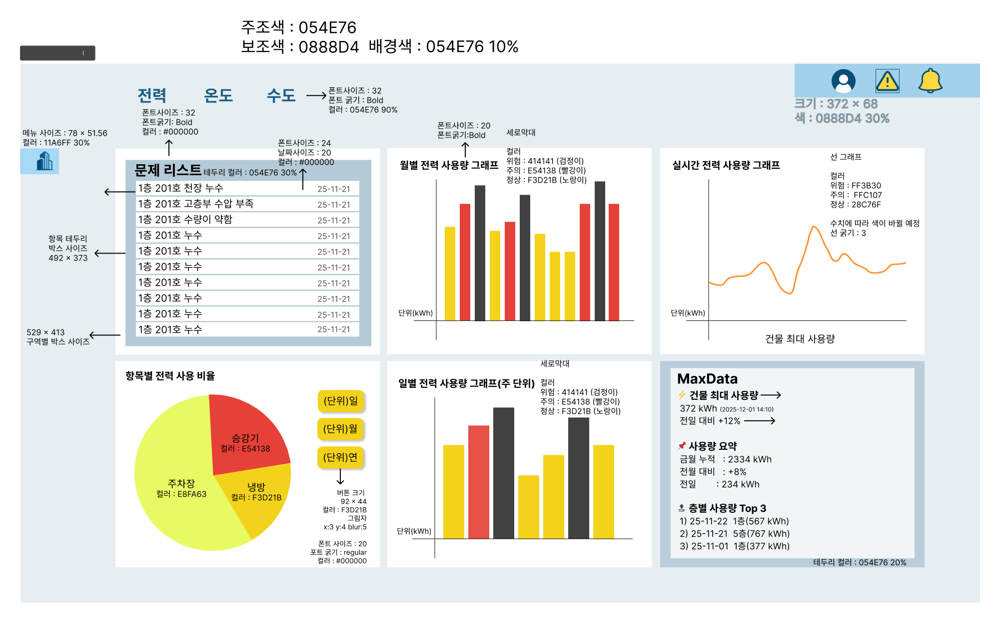 주조색 : 054E76
보조색 : 0888D4  배경색 : 054E76 10%
(
전력
온도
수도
폰트사이즈 : 32
폰트 굵기 : Bold
컬러 : 054E76 90%
크기 : 372 × 68
색 : 0888D4 30%
폰트사이즈 : 32
폰트굵기: Bold
컬러 : #000000
메뉴 사이즈 : 78 × 51.56
컬러 : 11A6FF 30%
폰트사이즈 : 24
날짜사이즈 : 20
컬러 : #000000
문제 리스트
테두리 컬러 : 054E76 30%
1층 201호 천장 누수 25-11-21
1층 201호 고층부 수압 부족 25-11-21
1층 201호 수량이 약함 25-11-21
1층 201호 누수 25-11-21
1층 201호 누수 25-11-21
1층 201호 누수 25-11-21
1층 201호 누수 25-11-21
1층 201호 누수 25-11-21
1층 201호 누수 25-11-21
1층 201호 누수 25-11-21
항목 테두리
박스 사이즈
492 × 373
529 × 413
구역별 박스 사이즈
폰트사이즈 : 20
폰트굵기:Bold
월별 전력 사용량 그래프
세로막대
컬러
위험 : 414141 (검정이)
주의 : E54138 (빨강이)
정상 : F3D21B (노랑이)
단위(kWh)
실시간 전력 사용량 그래프
선 그래프
컬러
위험 : FF3B30
주의 :  FFC107
정상 : 28C76F
수치에 따라 색이 바뀔 예정
선 굵기 : 3
단위(kWh)
건물 최대 사용량
항목별 전력 사용 비율
승강기
컬러 : E54138
주차장
컬러 : E8FA63
냉방
컬러 : F3D21B
(단위)일
(단위)월
(단위)연
버튼 크기
92 × 44
컬러 : F3D21B
그림자
x:3 y:4 blur:5
폰트 사이즈 : 20
포트 굵기 : regular
컬러 : #000000
일별 전력 사용량 그래프(주 단위)
세로막대
컬러
위험 : 414141 (검정이)
주의 : E54138 (빨강이)
정상 : F3D21B (노랑이)
단위(kWh)
MaxData
건물 최대 사용량
372 kWh (2025-12-01 14:10)
전일 대비 +12%
사용량 요약
금월 누적 : 2334 kWh
전월 대비 : +8%
전일 : 234 kWh
TOP
층별 사용량 Top 3
1) 25-11-22  1층(567 kWh)
2) 25-11-21  5층(767 kWh)
3) 25-11-01  1층(377 kWh)
테두리 컬러 : 054E76 20%